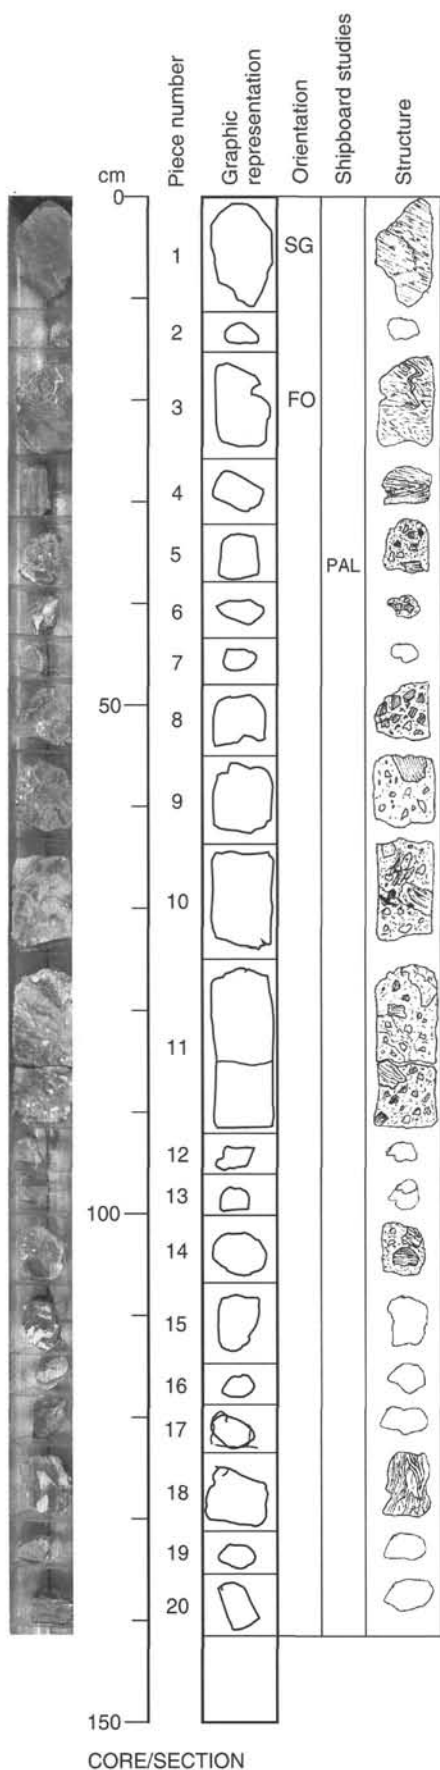 cm
Piece number
Graphic
representation
Orientation
Shipboard studies
Structure
0
1
SG
2
3
FO
4
5
PAL
6
7
50
8
9
10
11
12
100
13
14
15
16
17
18
19
20
150
CORE/SECTION